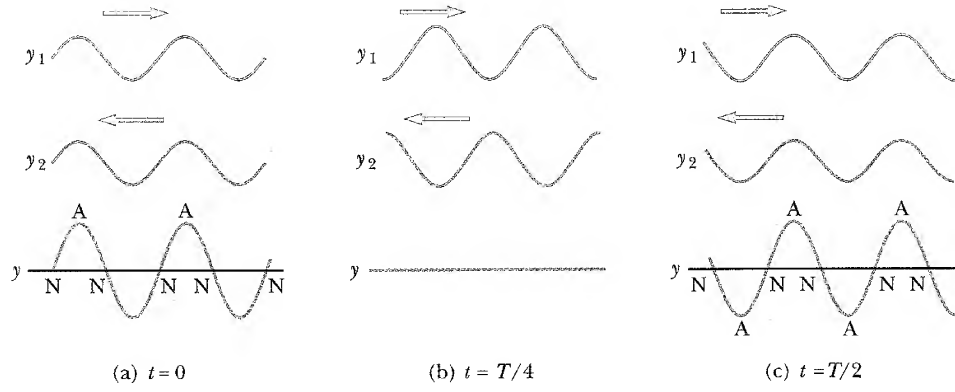 y1
y2
A A
y
N N N N N
(a) t = 0
y1
y2
y
(b) t = T/4
y1
y2
A A
y
N N N N N
A A
(c) t = T/2